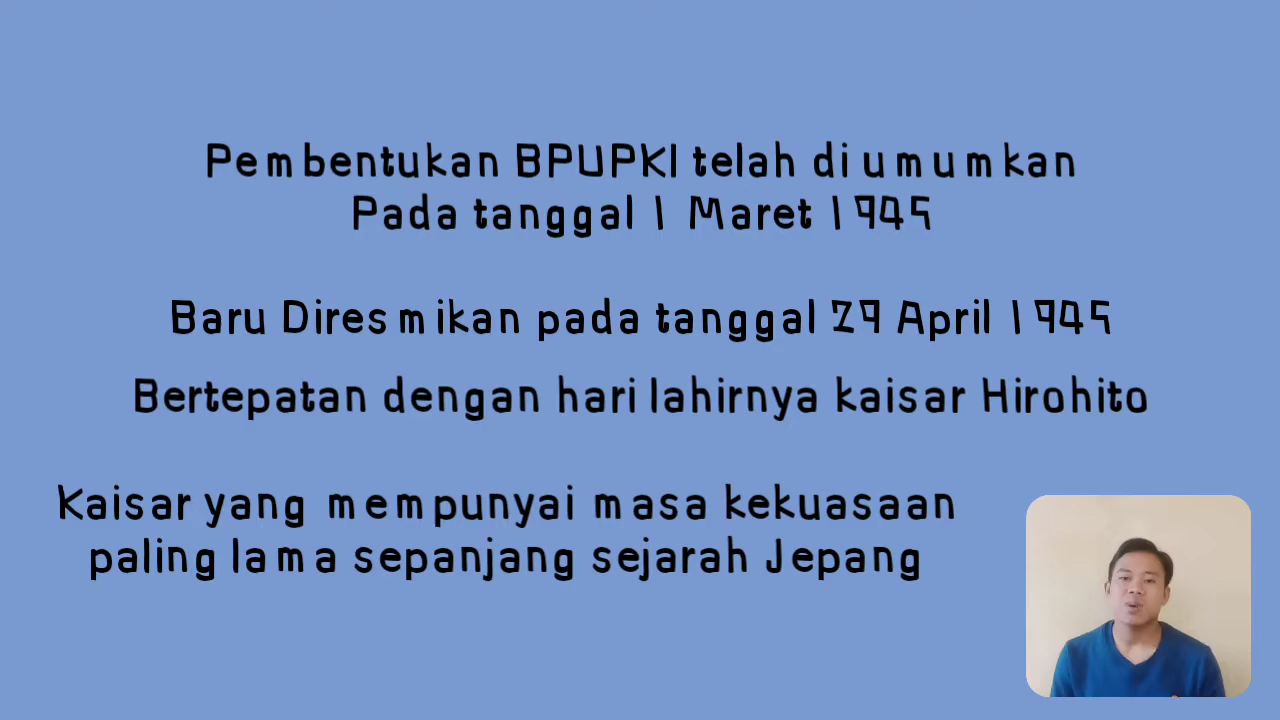 Pembentukan BPUPKI telah diumumkan
Pada tanggal 1 Maret 1945
Baru Diresmikan pada tanggal 29 April 1945
Bertepatan dengan hari lahirnya kaisar Hirohito
Kaisar yang mempunyai masa kekuasaan
paling lama sepanjang sejarah Jepang